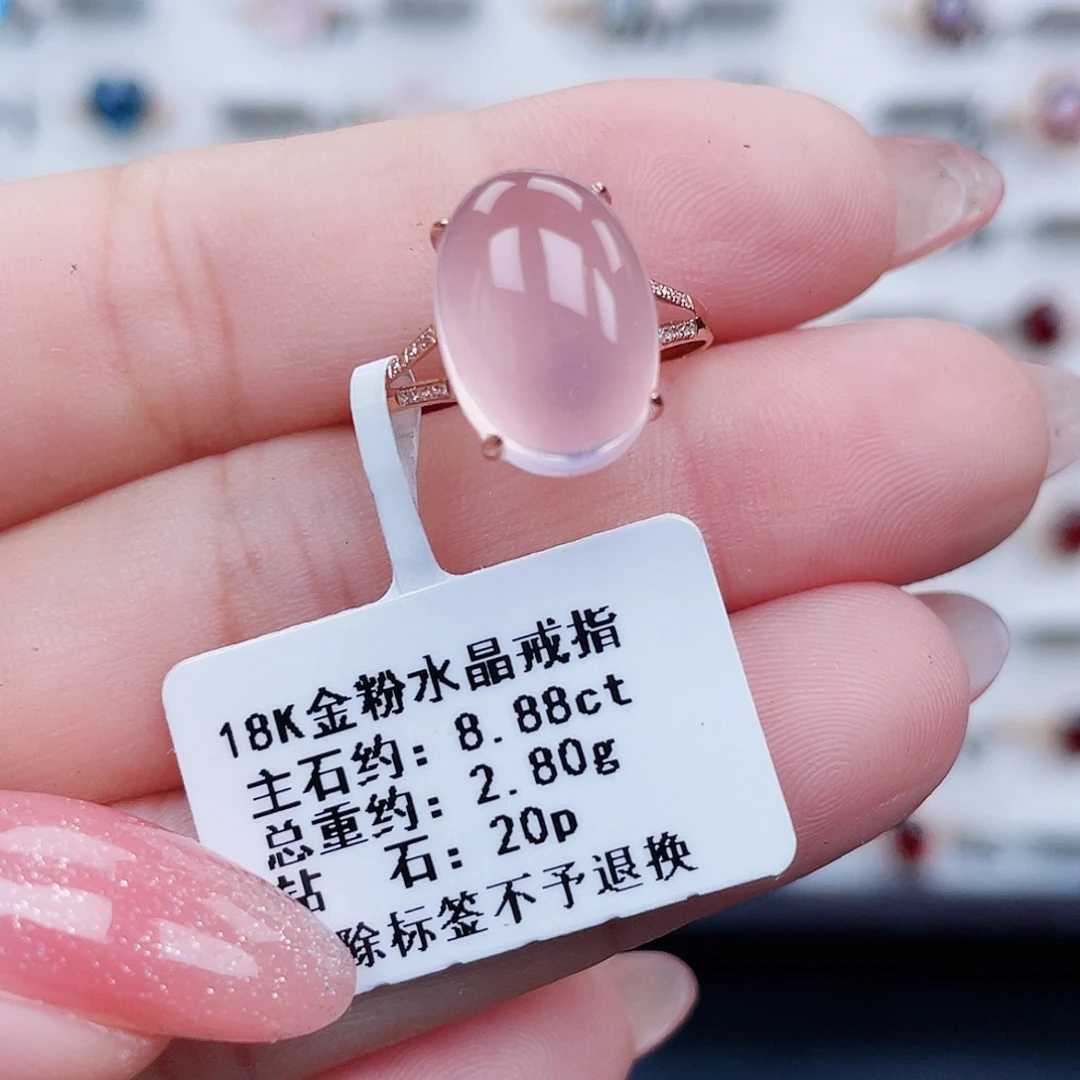 18K金粉水晶戒指
主石约: 8.88ct
总重约: 2.80g
钻 石: 20p
除标签不予退换